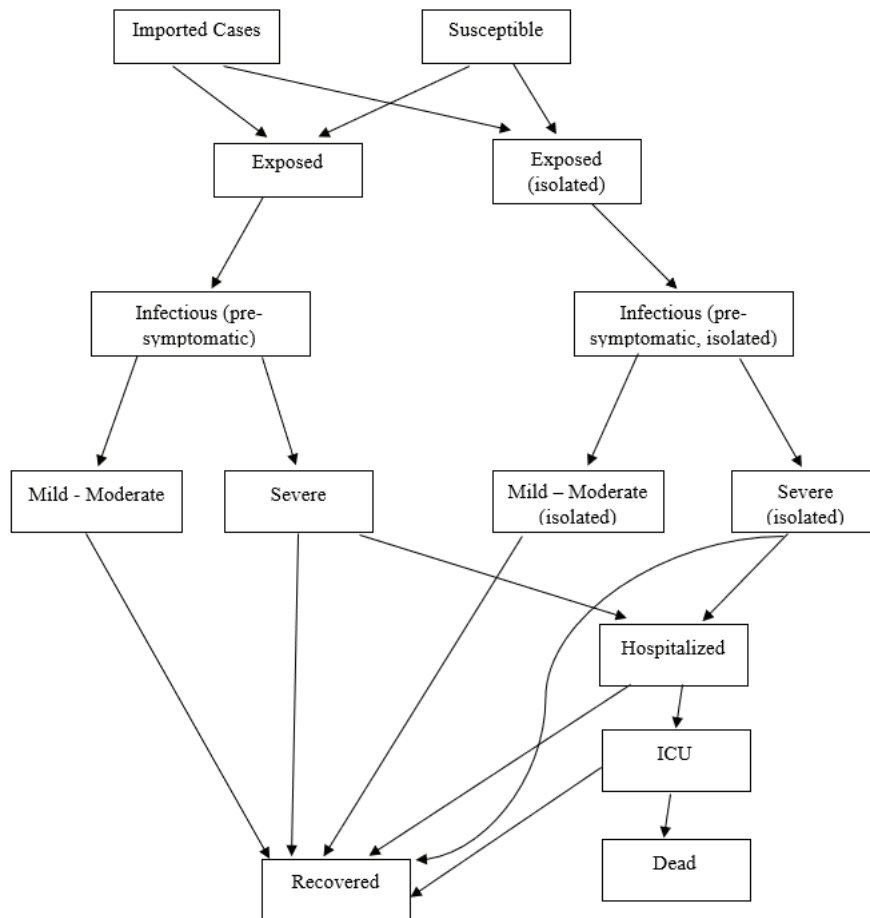 Imported Cases
Susceptible
Exposed
Exposed
(isolated)
Infectious (pre-
symptomatic)
Infectious (pre-
symptomatic, isolated)
Mild - Moderate
Severe
Mild – Moderate
(isolated)
Severe
(isolated)
Hospitalized
ICU
Dead
Recovered